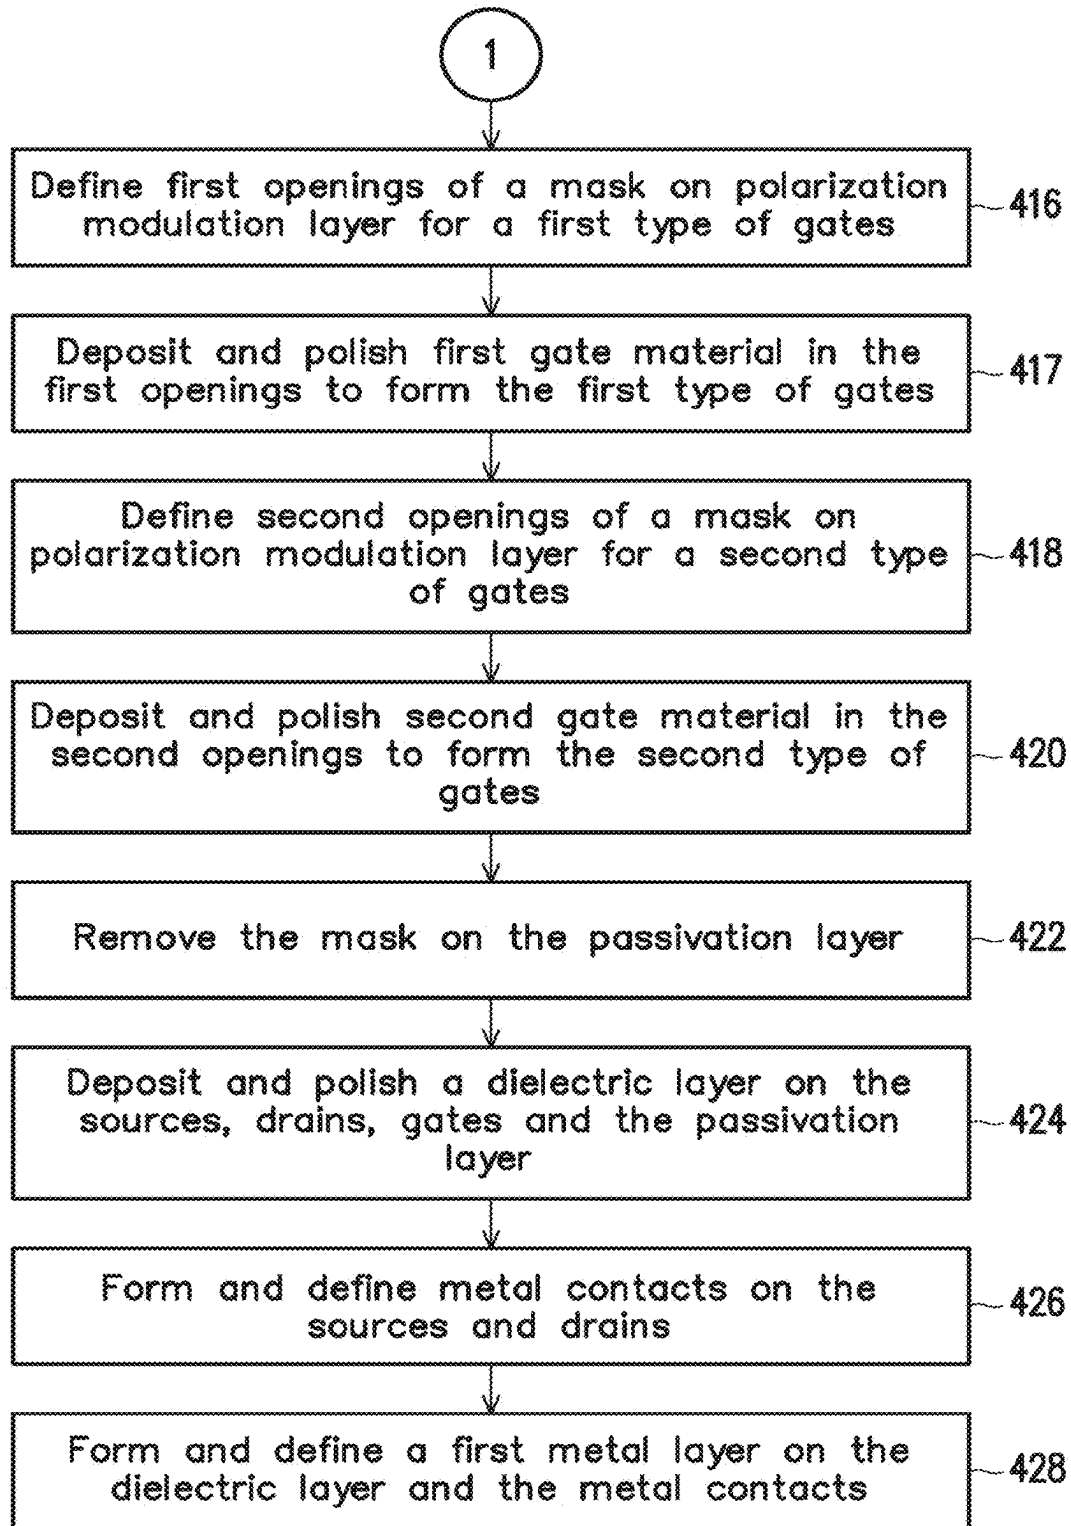 1
Define first openings of a mask on polarization
modulation layer for a first type of gates
416
Deposit and polish first gate material in the
first openings to form the first type of gates
417
Define second openings of a mask on
polarization modulation layer for a second type
of gates
418
Deposit and polish second gate material in the
second openings to form the second type of
gates
420
Remove the mask on the passivation layer
422
Deposit and polish a dielectric layer on the
sources, drains, gates and the passivation
layer
424
Form and define metal contacts on the
sources and drains
426
Form and define a first metal layer on the
dielectric layer and the metal contacts
428